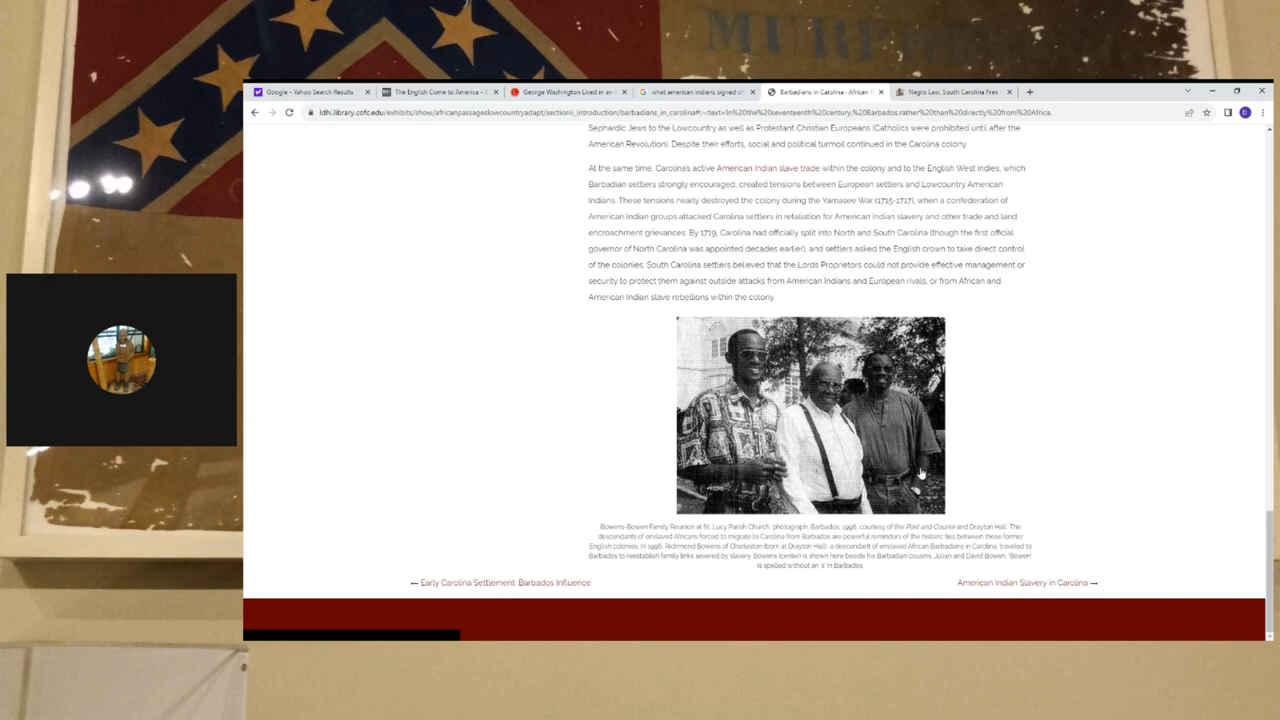 MURP
Google - Yahoo Search Results
The English Come to America -
George Washington Lived in an
what american indians signed ch
Barbadians in Carolina · African P
Negro Law, South Carolina Free
ldhi.library.cofc.edu/exhibits/show/africanpassageslowcountryadapt/sectionii_introduction/barbadians_in_carolina#:~:text=In%20the%20seventeenth%20century,%20Barbados,rather%20than%20directly%20from%20Africa.
Sephardic Jews to the Lowcountry as well as Protestant Christian Europeans (Catholics were prohibited until after the
American Revolution). Despite their efforts, social and political turmoil continued in the Carolina colony.
At the same time, Carolina's active American Indian slave trade within the colony and to the English West Indies, which
Barbadian settlers strongly encouraged, created tensions between European settlers and Lowcountry American
Indians. These tensions nearly destroyed the colony during the Yamasee War (1715-1717), when a confederation of
American Indian groups attacked Carolina settlers in retaliation for American Indian slavery and other trade and land
encroachment grievances. By 1719, Carolina had officially split into North and South Carolina (though the first official
governor of North Carolina was appointed decades earlier), and settlers asked the English crown to take direct control
of the colonies. South Carolina settlers believed that the Lords Proprietors could not provide effective management or
security to protect them against outside attacks from American Indians and European rivals, or from African and
American Indian slave rebellions within the colony.
Bowens-Bowen Family Reunion at St. Lucy Parish Church, photograph, Barbados, 1996, courtesy of the Post and Courier and Drayton Hall. The
descendants of enslaved Africans forced to migrate to Carolina from Barbados are powerful reminders of the historic ties between these former
English colonies. In 1996, Richmond Bowens of Charleston (born at Drayton Hall), a descendant of enslaved African Barbadians in Carolina, traveled to
Barbados to reestablish family links severed by slavery. Bowens (center) is shown here beside his Barbadian cousins, Julian and David Bowen. "Bowen"
is spelled without an 's' in Barbados.
← Early Carolina Settlement: Barbados Influence
American Indian Slavery in Carolina →